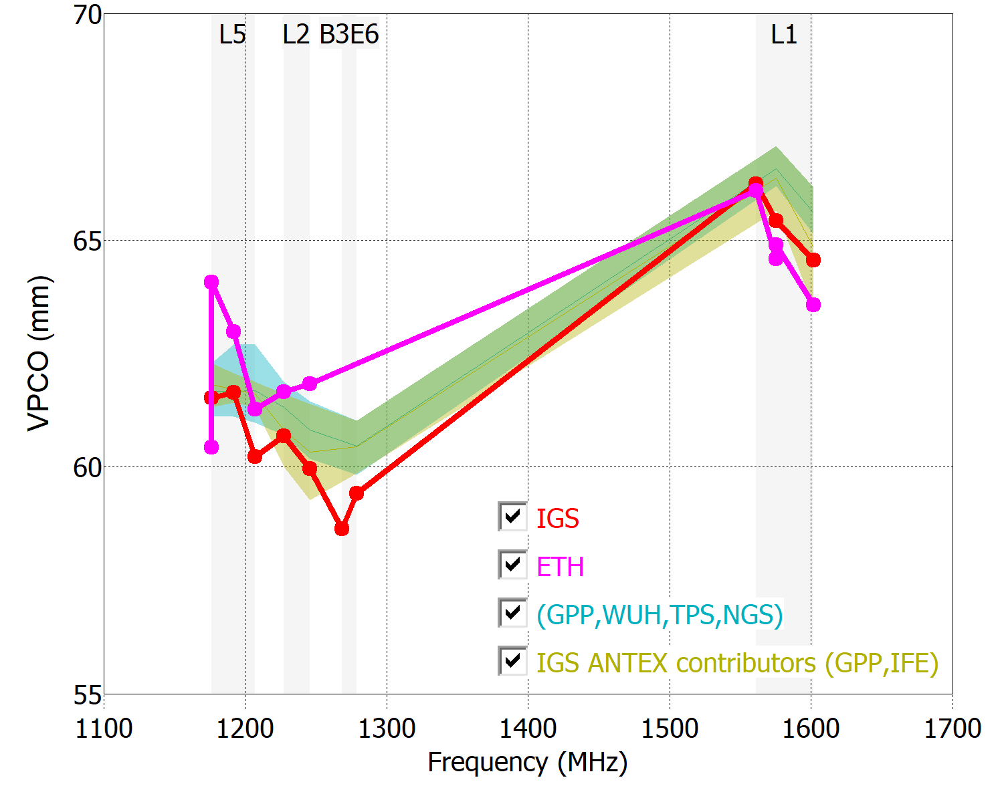 70
L5 L2 B3E6 L1
65
VPCO (mm)
60
IGS
ETH
(GPP,WUH,TPS,NGS)
IGS ANTEX contributors (GPP,IFE)
55
1100 1200 1300 1400 1500 1600 1700
Frequency (MHz)